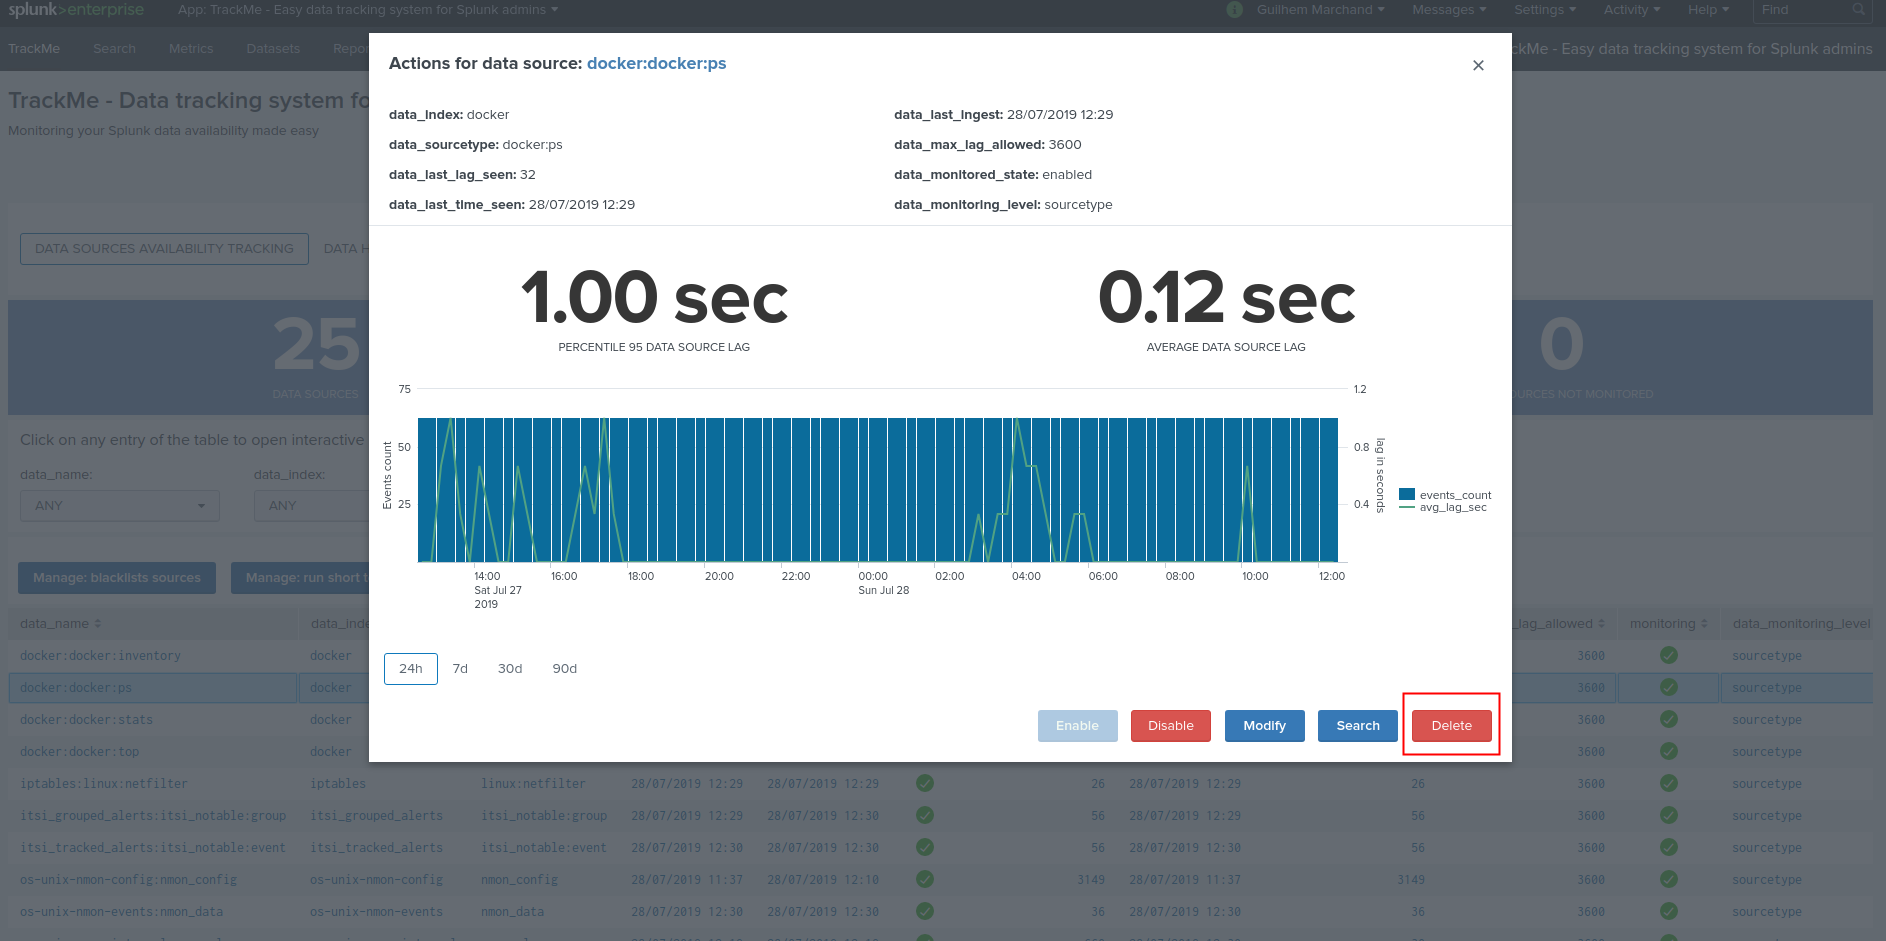 splunk>enterprise App: TrackMe - Easy data tracking system for Splunk admins Guilhem Marchand Messages Settings Activity Help Find
TrackMe Search Metrics Datasets Repor ckMe - Easy data tracking system for Splunk admins
TrackMe - Data tracking system fo
Monitoring your Splunk data availability made easy
DATA SOURCES AVAILABILITY TRACKING DATA H
25
DATA SOURCES
0
OURCES NOT MONITORED
Click on any entry of the table to open interactive
data_name: data_index:
ANY ANY
Manage: blacklists sources Manage: run short t
Actions for data source: docker:docker:ps
data_index: docker
data_sourcetype: docker:ps
data_last_lag_seen: 32
data_last_time_seen: 28/07/2019 12:29
data_last_ingest: 28/07/2019 12:29
data_max_lag_allowed: 3600
data_monitored_state: enabled
data_monitoring_level: sourcetype
1.00 sec
PERCENTILE 95 DATA SOURCE LAG
0.12 sec
AVERAGE DATA SOURCE LAG
75
50
25
Events count
1.2
0.8
0.4
lag in seconds
events_count
avg_lag_sec
14:00 16:00 18:00 20:00 22:00 00:00 02:00 04:00 06:00 08:00 10:00 12:00
Sat Jul 27 Sun Jul 28
2019
24h 7d 30d 90d
Enable Disable Modify Search Delete
data_name data_inde _lag_allowed monitoring data_monitoring_level
docker:docker:inventory docker 3600 sourcetype
docker:docker:ps docker 3600 sourcetype
docker:docker:stats docker 3600 sourcetype
docker:docker:top docker 3600 sourcetype
iptables:linux:netfilter iptables linux:netfilter 28/07/2019 12:29 28/07/2019 12:29 26 28/07/2019 12:29 26 3600 sourcetype
itsi_grouped_alerts:itsi_notable:group itsi_grouped_alerts itsi_notable:group 28/07/2019 12:29 28/07/2019 12:30 56 28/07/2019 12:29 56 3600 sourcetype
itsi_tracked_alerts:itsi_notable:event itsi_tracked_alerts itsi_notable:event 28/07/2019 12:30 28/07/2019 12:30 56 28/07/2019 12:30 56 3600 sourcetype
os-unix-nmon-config:nmon_config os-unix-nmon-config nmon_config 28/07/2019 11:37 28/07/2019 12:10 3149 28/07/2019 11:37 3149 3600 sourcetype
os-unix-nmon-events:nmon_data os-unix-nmon-events nmon_data 28/07/2019 12:30 28/07/2019 12:30 36 28/07/2019 12:30 36 3600 sourcetype